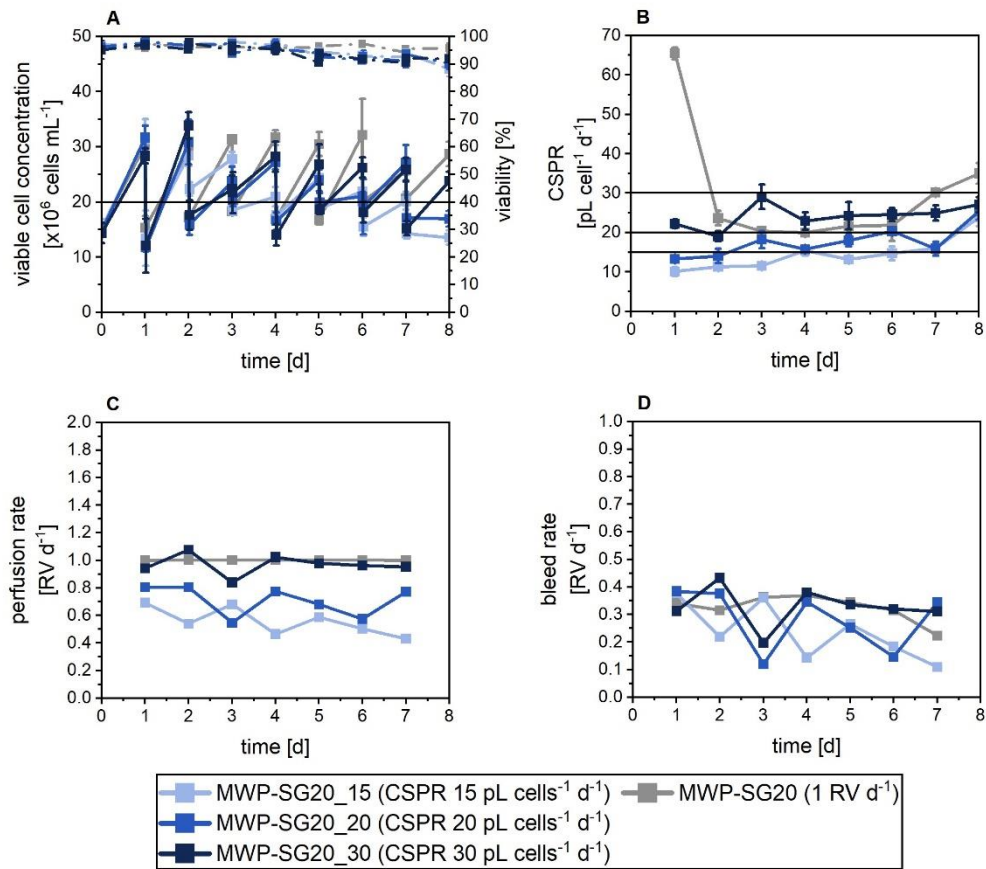 A
viable cell concentration
[x10⁶ cells mL⁻¹]
50
40
30
20
10
0
100
90
80
70
60
50
40
30
20
10
0
viability [%]
0 1 2 3 4 5 6 7 8
time [d]
B
CSPR
[pL cell⁻¹ d⁻¹]
70
60
50
40
30
20
10
0
0 1 2 3 4 5 6 7 8
time [d]
C
perfusion rate
[RV d⁻¹]
2.0
1.8
1.6
1.4
1.2
1.0
0.8
0.6
0.4
0.2
0.0
0 1 2 3 4 5 6 7 8
time [d]
D
bleed rate
[RV d⁻¹]
1.0
0.9
0.8
0.7
0.6
0.5
0.4
0.3
0.2
0.1
0.0
0 1 2 3 4 5 6 7 8
time [d]
MWP-SG20_15 (CSPR 15 pL cells⁻¹ d⁻¹) MWP-SG20 (1 RV d⁻¹)
MWP-SG20_20 (CSPR 20 pL cells⁻¹ d⁻¹)
MWP-SG20_30 (CSPR 30 pL cells⁻¹ d⁻¹)